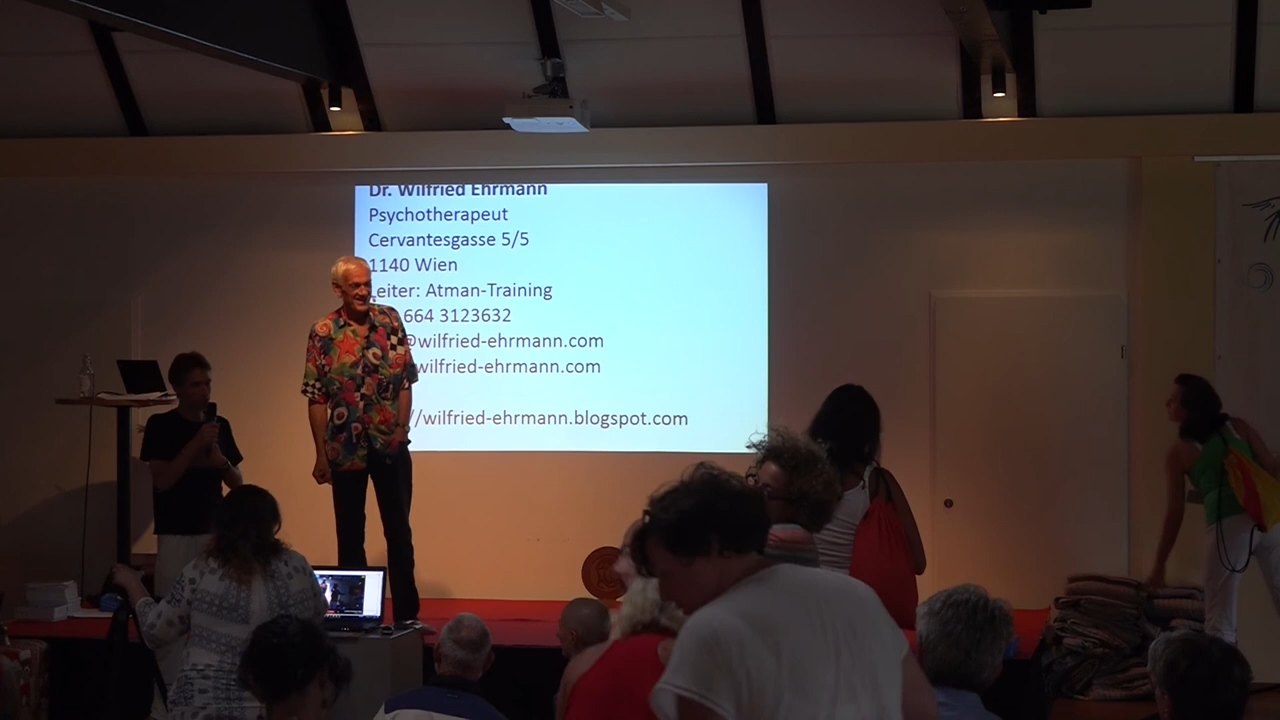 Dr. Wilfried Ehrmann
Psychotherapeut
Cervantesgasse 5/5
1140 Wien
Leiter: Atman-Training
664 3123632
@wilfried-ehrmann.com
wilfried-ehrmann.com
//wilfried-ehrmann.blogspot.com